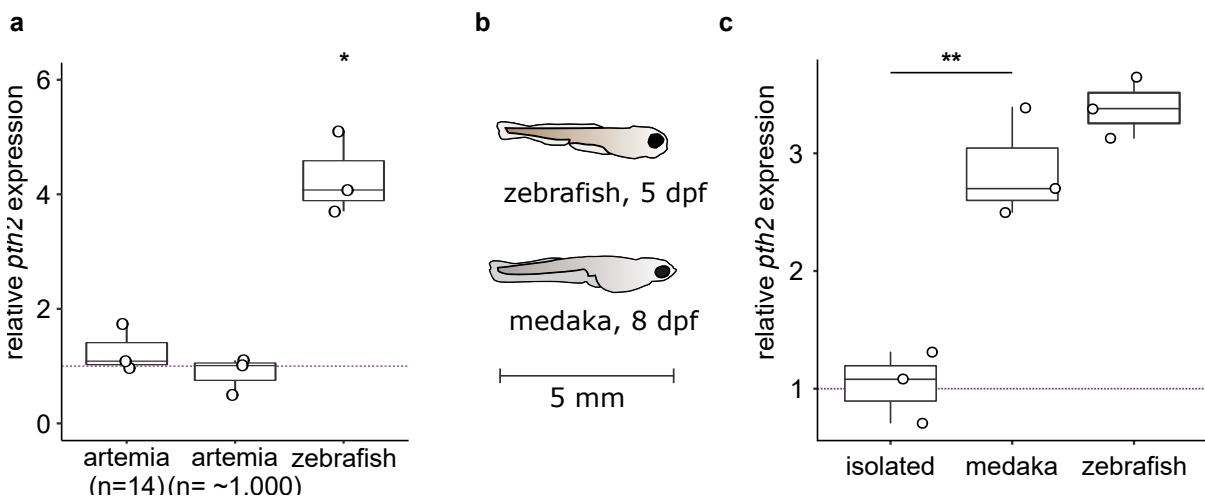 a
b
c
*
**
6
4
2
0
relative pth2 expression
artemia
(n=14)
artemia
(n= ~1,000)
zebrafish
zebrafish, 5 dpf
medaka, 8 dpf
5 mm
3
2
1
relative pth2 expression
isolated
medaka
zebrafish